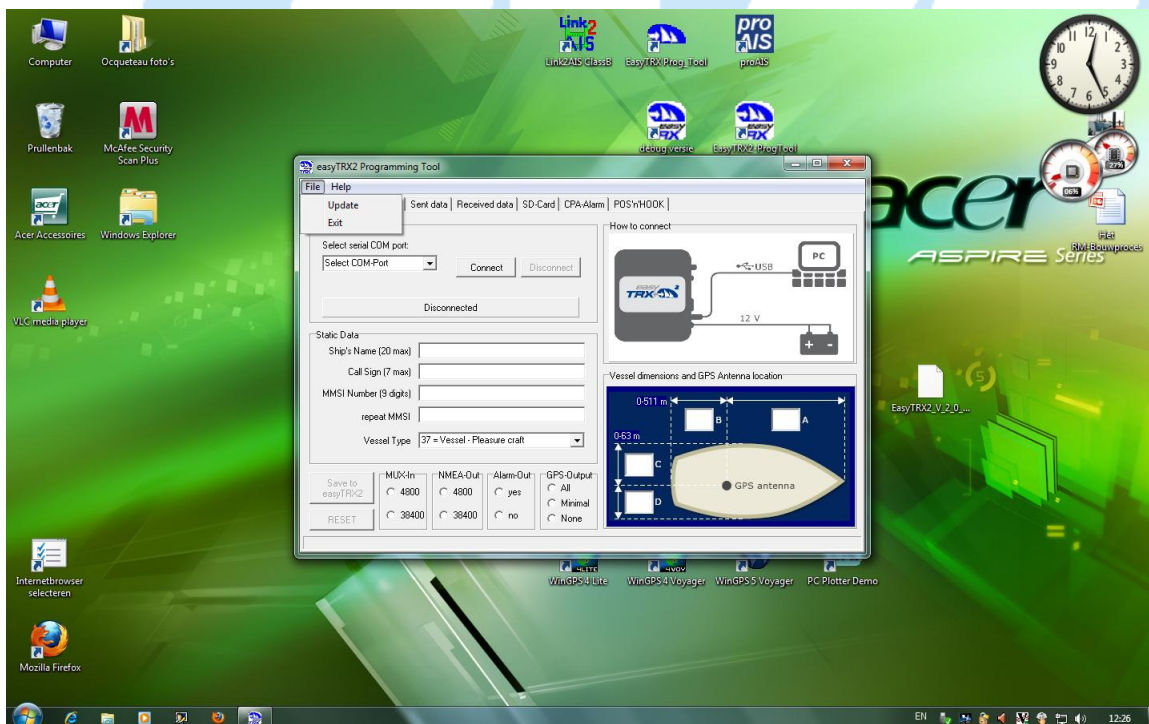 Computer
Ocqueteau foto's
Link2AIS ClassB
EasyTRX Prog_Tool
proAIS
Prullenbak
McAfee Security
Scan Plus
debug versie
EasyTRX2-ProgTool
Acer Accessoires
Windows Explorer
VLC media player
Internetbrowser
selecteren
Mozilla Firefox
easyTRX2 Programming Tool
File Help
Update
Exit
Sent data
Received data
SD-Card
CPA-Alarm
POS'n'HOOK
Select serial COM port:
Select COM-Port
Connect
Disconnect
Disconnected
Static Data
Ship's Name (20 max)
Call Sign (7 max)
MMSI Number (9 digits)
repeat MMSI
Vessel Type
37 = Vessel - Pleasure craft
Save to
easyTRX2
RESET
MUX-In
4800
38400
NMEA-Out
4800
38400
Alarm-Out
yes
no
GPS-Output
All
Minimal
None
How to connect
easy
TRX 2
USB
PC
12 V
+ -
Vessel dimensions and GPS Antenna location
0-511 m
B
A
0-63 m
C
D
GPS antenna
acer
ASPIRE Series
27%
06%
Het
RM-Bouwproces
EasyTRX2_V_2_0_...
WinGPS 4 Lite
WinGPS 4 Voyager
WinGPS 5 Voyager
PC Plotter Demo
EN
12:26